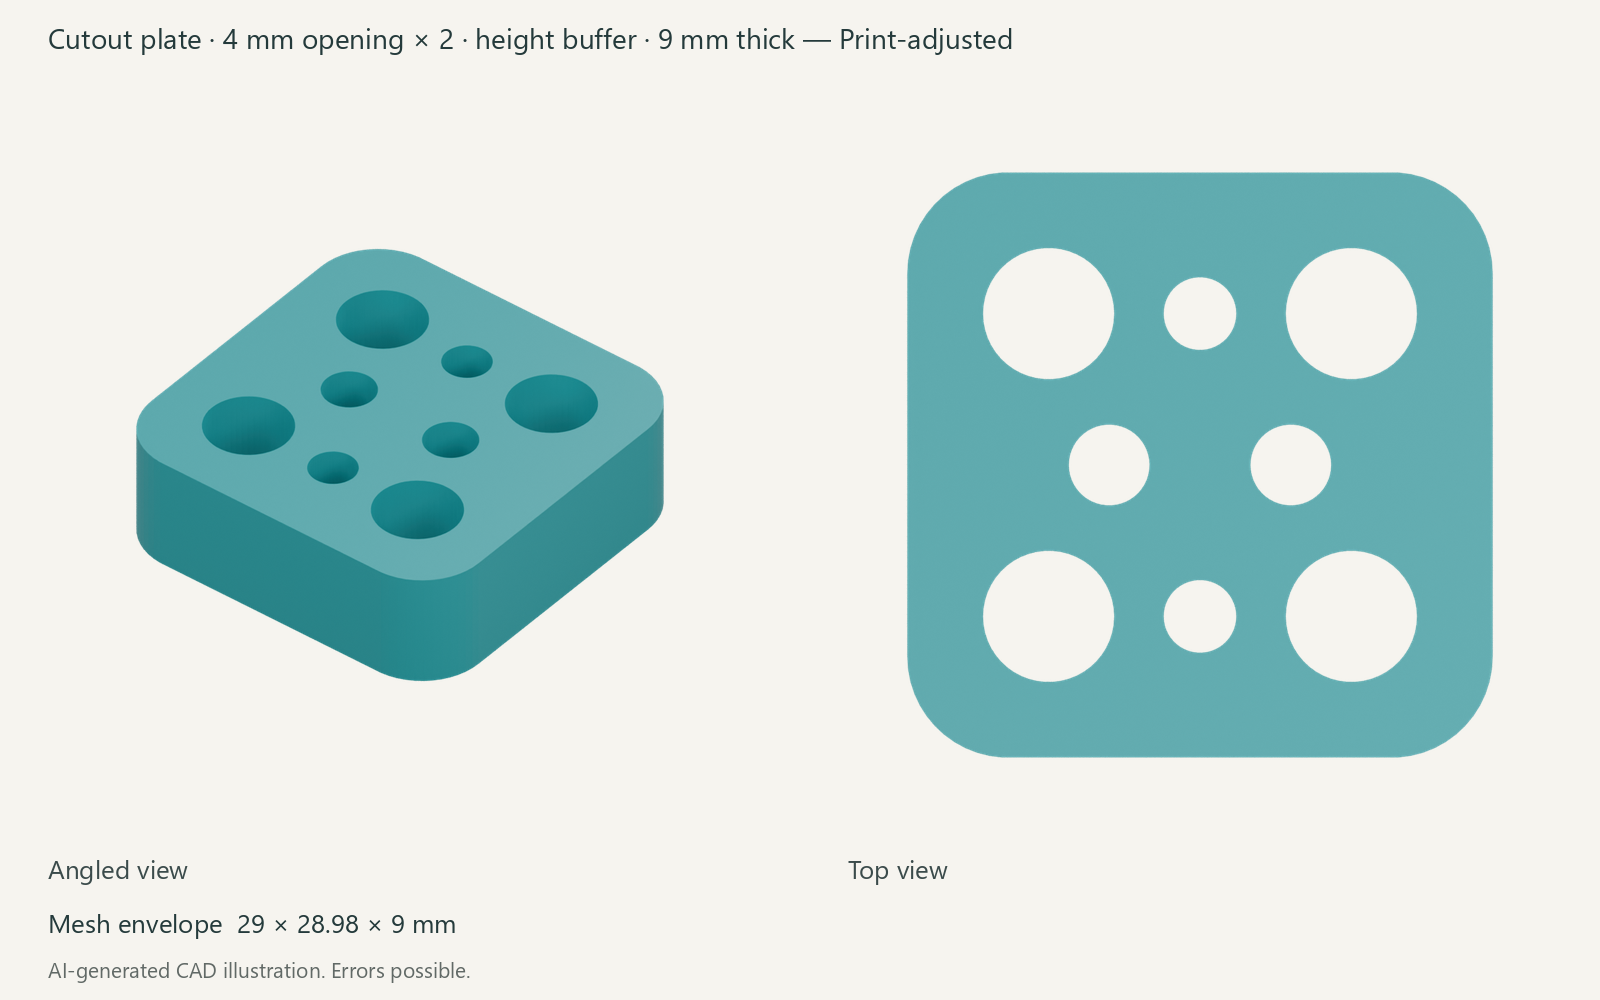 Cutout plate · 4 mm opening × 2 · height buffer · 9 mm thick — Print-adjusted
Angled view
Top view
Mesh envelope 29 × 28.98 × 9 mm
AI-generated CAD illustration. Errors possible.